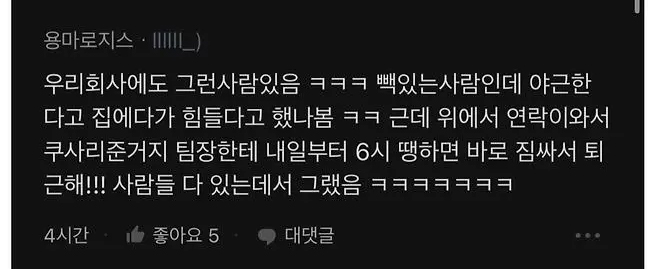 용마로지스 · llllll_)
우리회사에도 그런사람있음 ㅋㅋㅋ 빽있는사람인데 야근한
다고 집에다가 힘들다고 했나봄 ㅋㅋ 근데 위에서 연락이와서
쿠사리준거지 팀장한테 내일부터 6시 땡하면 바로 짐싸서 퇴
근해!!! 사람들 다 있는데서 그랬음 ㅋㅋㅋㅋㅋㅋㅋ
4시간 · 좋아요 5 · 대댓글